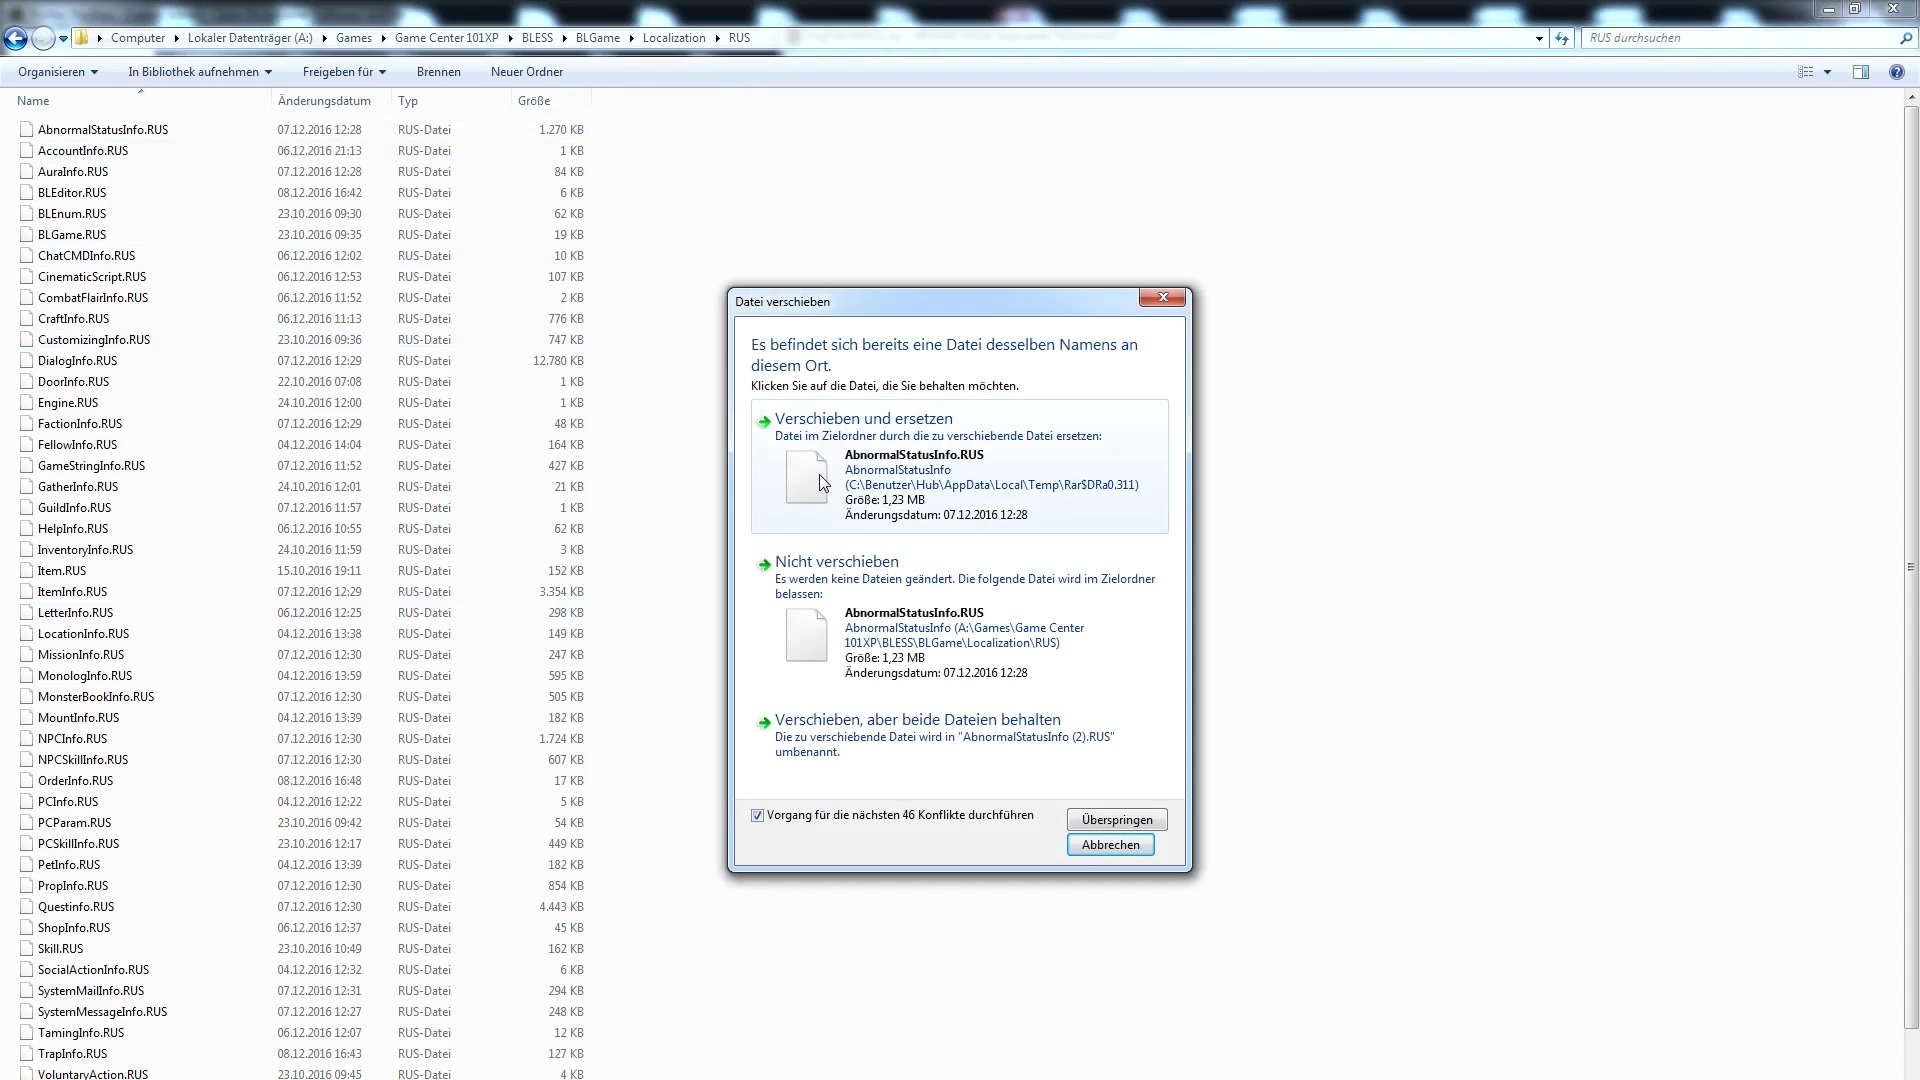 Computer ▸ Lokaler Datenträger (A:) ▸ Games ▸ Game Center 101XP ▸ BLESS ▸ BLGame ▸ Localization ▸ RUS
RUS durchsuchen
Organisieren In Bibliothek aufnehmen Freigeben für Brennen Neuer Ordner
Name Änderungsdatum Typ Größe
AbnormalStatusInfo.RUS 07.12.2016 12:28 RUS-Datei 1.270 KB
AccountInfo.RUS 06.12.2016 21:13 RUS-Datei 1 KB
AuraInfo.RUS 07.12.2016 12:28 RUS-Datei 84 KB
BLEditor.RUS 08.12.2016 16:42 RUS-Datei 6 KB
BLEnum.RUS 23.10.2016 09:30 RUS-Datei 62 KB
BLGame.RUS 23.10.2016 09:35 RUS-Datei 19 KB
ChatCMDInfo.RUS 06.12.2016 12:02 RUS-Datei 10 KB
CinematicScript.RUS 06.12.2016 12:53 RUS-Datei 107 KB
CombatFlairInfo.RUS 06.12.2016 11:52 RUS-Datei 2 KB
CraftInfo.RUS 06.12.2016 11:13 RUS-Datei 776 KB
CustomizingInfo.RUS 23.10.2016 09:36 RUS-Datei 747 KB
DialogInfo.RUS 07.12.2016 12:29 RUS-Datei 12.780 KB
DoorInfo.RUS 22.10.2016 07:08 RUS-Datei 1 KB
Engine.RUS 24.10.2016 12:00 RUS-Datei 1 KB
FactionInfo.RUS 07.12.2016 12:29 RUS-Datei 48 KB
FellowInfo.RUS 04.12.2016 14:04 RUS-Datei 164 KB
GameStringInfo.RUS 07.12.2016 11:52 RUS-Datei 427 KB
GatherInfo.RUS 24.10.2016 12:01 RUS-Datei 21 KB
GuildInfo.RUS 07.12.2016 11:57 RUS-Datei 1 KB
HelpInfo.RUS 06.12.2016 10:55 RUS-Datei 62 KB
InventoryInfo.RUS 24.10.2016 11:59 RUS-Datei 3 KB
Item.RUS 15.10.2016 19:11 RUS-Datei 152 KB
ItemInfo.RUS 07.12.2016 12:29 RUS-Datei 3.354 KB
LetterInfo.RUS 06.12.2016 12:25 RUS-Datei 298 KB
LocationInfo.RUS 04.12.2016 13:38 RUS-Datei 149 KB
MissionInfo.RUS 07.12.2016 12:30 RUS-Datei 247 KB
MonologInfo.RUS 04.12.2016 13:59 RUS-Datei 595 KB
MonsterBookInfo.RUS 07.12.2016 12:30 RUS-Datei 505 KB
MountInfo.RUS 04.12.2016 13:39 RUS-Datei 182 KB
NPCInfo.RUS 07.12.2016 12:30 RUS-Datei 1.724 KB
NPCSkillInfo.RUS 07.12.2016 12:30 RUS-Datei 607 KB
OrderInfo.RUS 08.12.2016 16:48 RUS-Datei 17 KB
PCInfo.RUS 04.12.2016 12:22 RUS-Datei 5 KB
PCParam.RUS 23.10.2016 09:42 RUS-Datei 54 KB
PCSkillInfo.RUS 23.10.2016 12:17 RUS-Datei 449 KB
PetInfo.RUS 04.12.2016 13:39 RUS-Datei 182 KB
PropInfo.RUS 07.12.2016 12:30 RUS-Datei 854 KB
Questinfo.RUS 07.12.2016 12:30 RUS-Datei 4.443 KB
ShopInfo.RUS 06.12.2016 12:37 RUS-Datei 45 KB
Skill.RUS 23.10.2016 10:49 RUS-Datei 162 KB
SocialActionInfo.RUS 04.12.2016 12:32 RUS-Datei 6 KB
SystemMailInfo.RUS 07.12.2016 12:31 RUS-Datei 294 KB
SystemMessageInfo.RUS 07.12.2016 12:27 RUS-Datei 248 KB
TamingInfo.RUS 06.12.2016 12:07 RUS-Datei 12 KB
TrapInfo.RUS 08.12.2016 16:43 RUS-Datei 127 KB
VoluntaryAction.RUS 23.10.2016 09:45 RUS-Datei 4 KB
Datei verschieben
Es befindet sich bereits eine Datei desselben Namens an
diesem Ort.
Klicken Sie auf die Datei, die Sie behalten möchten.
Verschieben und ersetzen
Datei im Zielordner durch die zu verschiebende Datei ersetzen:
AbnormalStatusInfo.RUS
AbnormalStatusInfo
(C:\Benutzer\Hub\AppData\Local\Temp\Rar$DRa0.311)
Größe: 1,23 MB
Änderungsdatum: 07.12.2016 12:28
Nicht verschieben
Es werden keine Dateien geändert. Die folgende Datei wird im Zielordner
belassen:
AbnormalStatusInfo.RUS
AbnormalStatusInfo (A:\Games\Game Center
101XP\BLESS\BLGame\Localization\RUS)
Größe: 1,23 MB
Änderungsdatum: 07.12.2016 12:28
Verschieben, aber beide Dateien behalten
Die zu verschiebende Datei wird in "AbnormalStatusInfo (2).RUS"
umbenannt.
Vorgang für die nächsten 46 Konflikte durchführen
Überspringen
Abbrechen